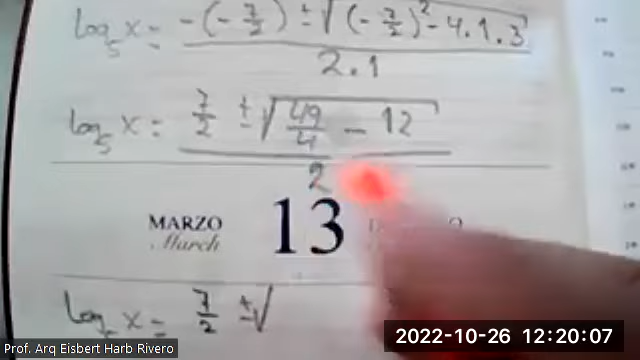 log₅ x = -(-7/2) ± √(-7/2)² - 4.1.3
2.1
log₅ x = 7/2 ± √49/4 - 12
2
MARZO 13
March
log₅ x = 7/2 ± √
Prof. Arq Eisbert Harb Rivero
2022-10-26 12:20:07